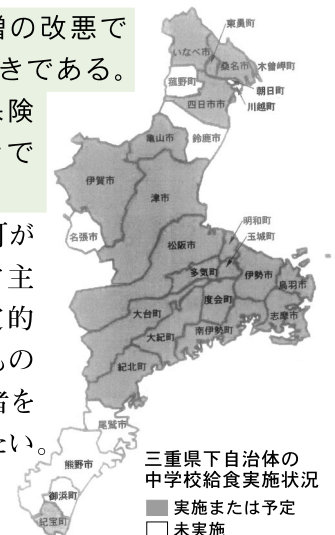 曽の改悪で
きである。
保険
で
町が
主
的
の
者を
たい。
東員町
いなべ市
桑名市
木曽岬町
菰野町
朝日町
川越町
四日市市
亀山市
鈴鹿市
伊賀市
津市
名張市
明和町
玉城町
松阪市
多気町
伊勢市
鳥羽市
度会町
志摩市
大台町
南伊勢町
大紀町
紀北町
尾鷲市
熊野市
御浜町
紀宝町
三重県下自治体の
中学校給食実施状況
実施または予定
未実施